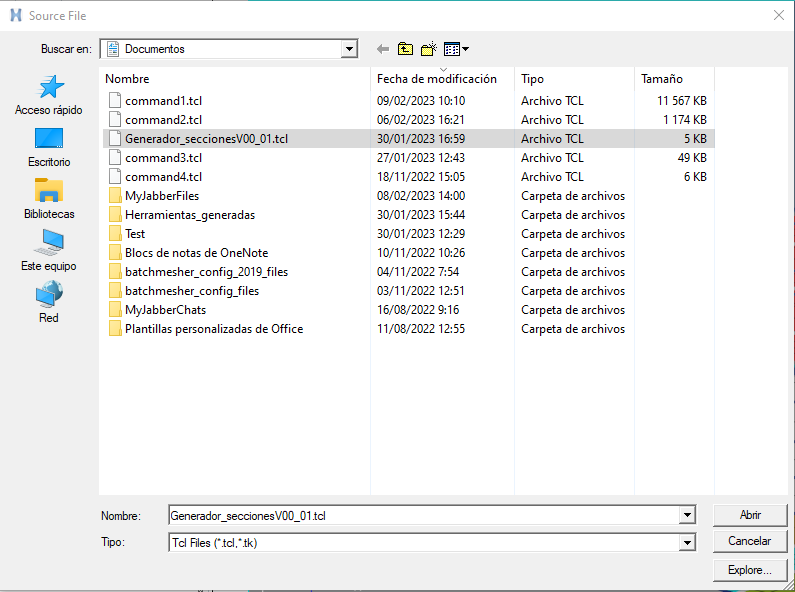 Source File
Buscar en: Documentos
Acceso rápido
Escritorio
Bibliotecas
Este equipo
Red
Nombre Fecha de modificación Tipo Tamaño
command1.tcl 09/02/2023 10:10 Archivo TCL 11 567 KB
command2.tcl 06/02/2023 16:21 Archivo TCL 1 174 KB
Generador_seccionesV00_01.tcl 30/01/2023 16:59 Archivo TCL 5 KB
command3.tcl 27/01/2023 12:43 Archivo TCL 49 KB
command4.tcl 18/11/2022 15:05 Archivo TCL 6 KB
MyJabberFiles 08/02/2023 14:00 Carpeta de archivos
Herramientas_generadas 30/01/2023 15:44 Carpeta de archivos
Test 30/01/2023 12:29 Carpeta de archivos
Blocs de notas de OneNote 10/11/2022 10:26 Carpeta de archivos
batchmesher_config_2019_files 04/11/2022 7:54 Carpeta de archivos
batchmesher_config_files 03/11/2022 12:51 Carpeta de archivos
MyJabberChats 16/08/2022 9:16 Carpeta de archivos
Plantillas personalizadas de Office 11/08/2022 12:55 Carpeta de archivos
Nombre: Generador_seccionesV00_01.tcl Abrir
Tipo: Tcl Files (*.tcl,*.tk) Cancelar
Explore...